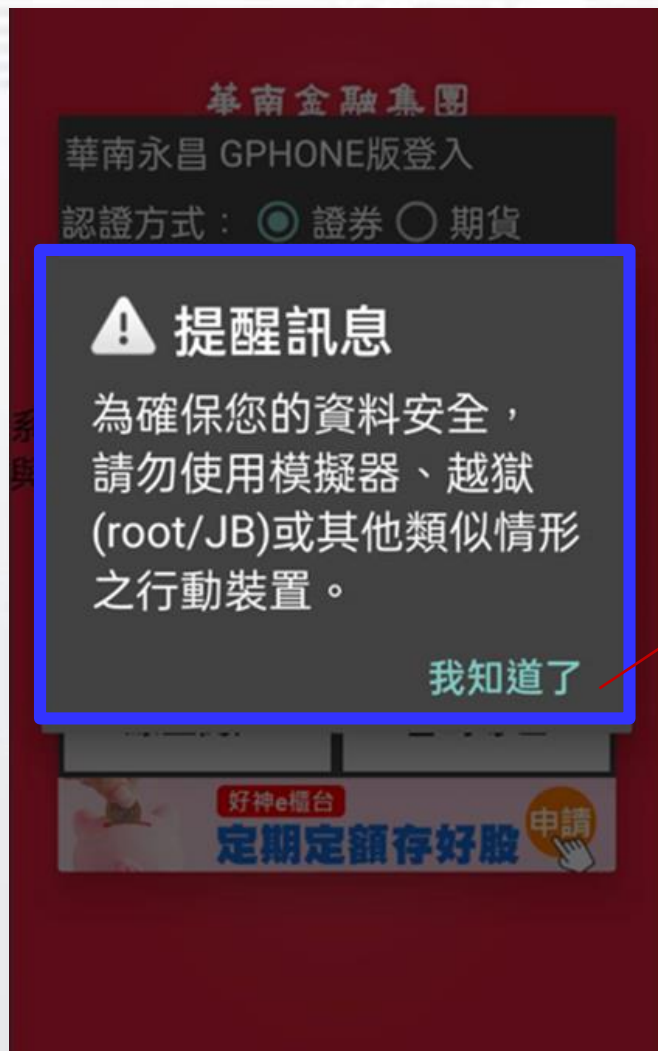 華南金融集團
華南永昌 GPHONE版登入
認證方式： 證券 期貨
提醒訊息
為確保您的資料安全，
請勿使用模擬器、越獄
(root/JB)或其他類似情形
之行動裝置。
我知道了
好神e櫃台
定期定額存好股
申請
系
與